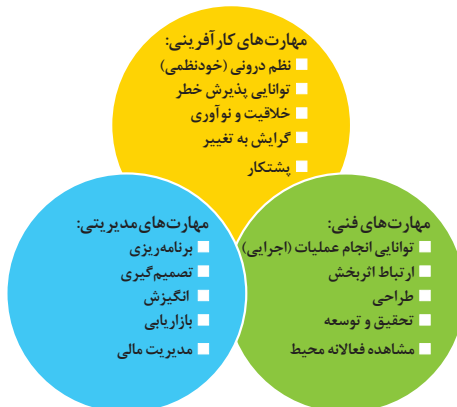 مهارت‌های کارآفرینی:
نظم درونی (خودنظمی)
توانایی پذیرش خطر
خلاقیت و نوآوری
گرایش به تغییر
پشتکار
مهارت‌های فنی:
توانایی انجام عملیات (اجرایی)
ارتباط اثربخش
طراحی
تحقیق و توسعه
مشاهده فعالانه محیط
مهارت‌های مدیریتی:
برنامه‌ریزی
تصمیم‌گیری
انگیزش
بازاریابی
مدیریت مالی